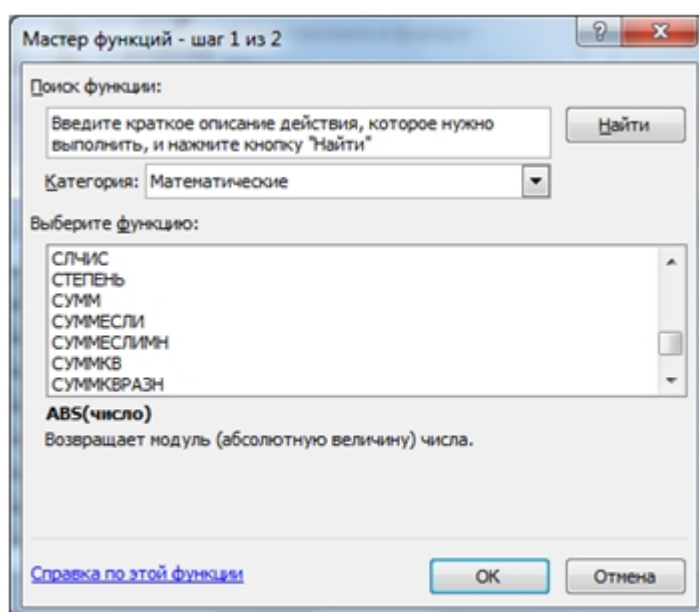 Мастер функций - шаг 1 из 2
Поиск функции:
Введите краткое описание действия, которое нужно
выполнить, и нажмите кнопку "Найти"
Найти
Категория: Математические
Выберите функцию:
СЛЧИС
СТЕПЕНЬ
СУММ
СУММЕСЛИ
СУММЕСЛИМН
СУММКВ
СУММКВРАЗН
ABS(число)
Возвращает модуль (абсолютную величину) числа.
Справка по этой функции
ОК
Отмена